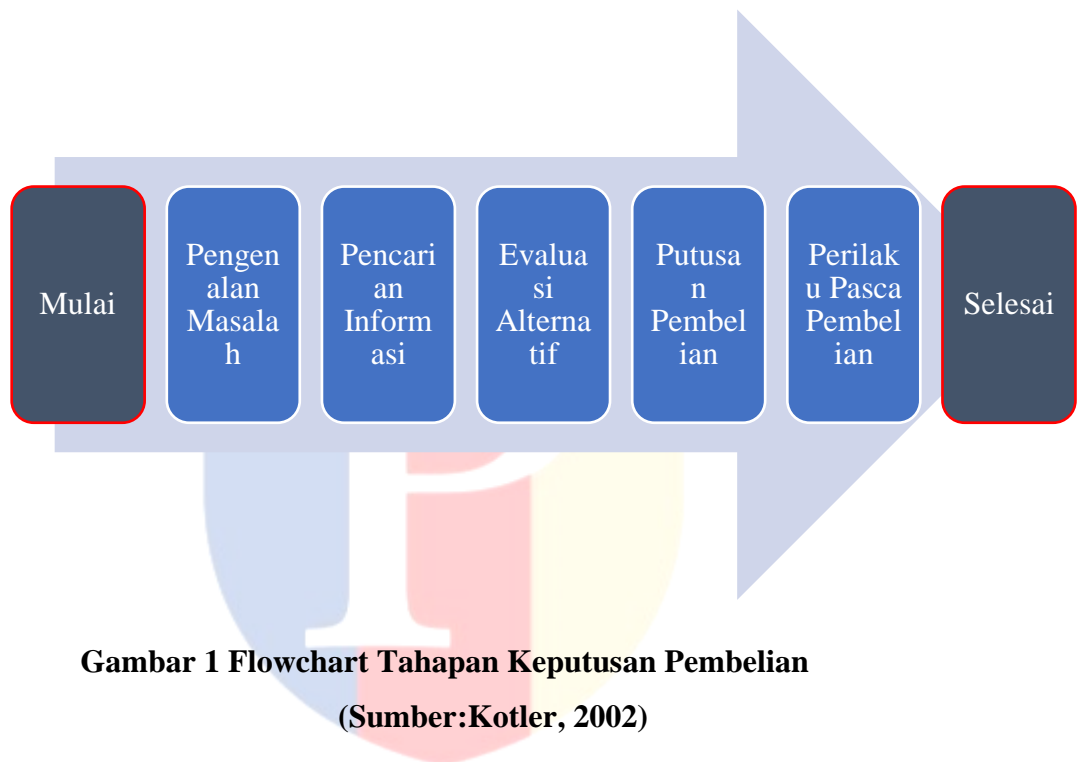 Mulai
Pengen
alan
Masala
h
Pencari
an
Inform
asi
Evalua
si
Alterna
tif
Putusa
n
Pembel
ian
Perilak
u Pasca
Pembel
ian
Selesai
Gambar 1 Flowchart Tahapan Keputusan Pembelian
(Sumber:Kotler, 2002)